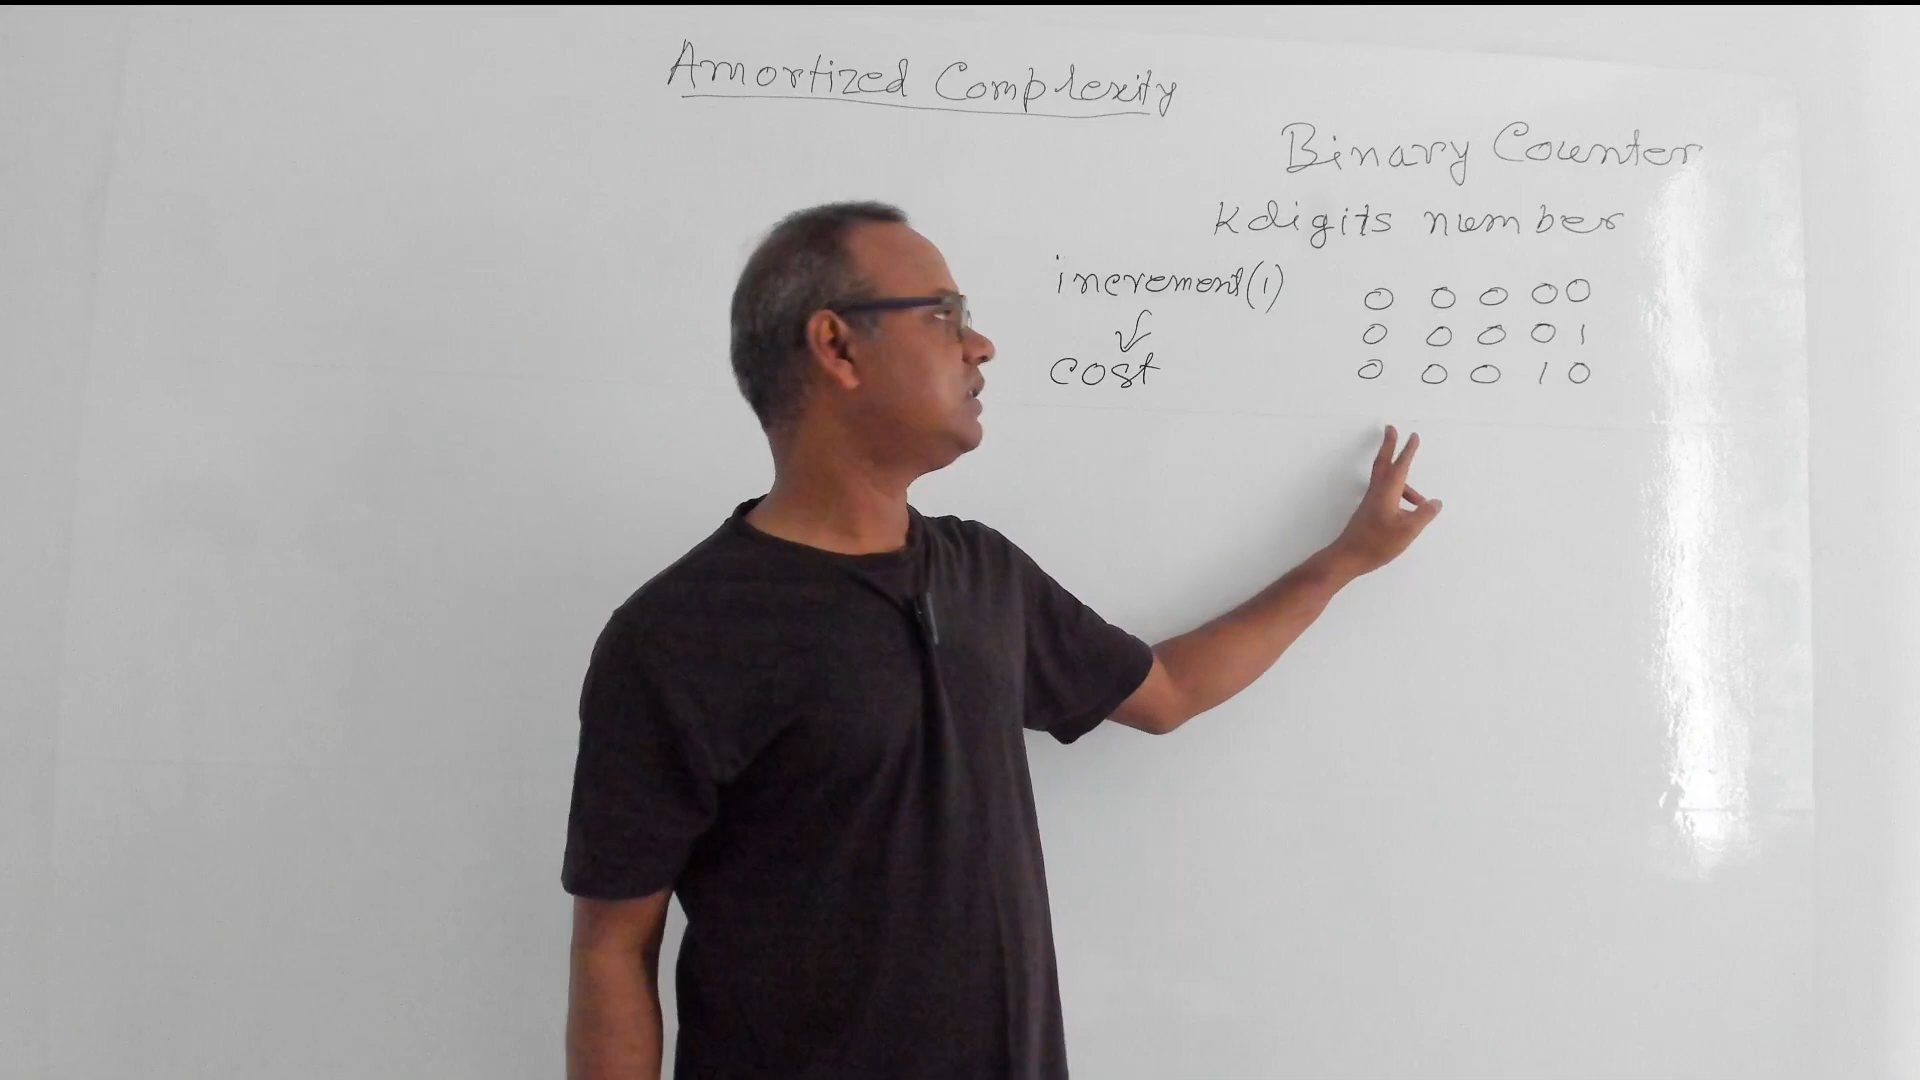 Amortized Complexity
Binary Counter
K digits number
increment(1)
0 0 0 0 0
0 0 0 0 1
cost
0 0 0 1 0